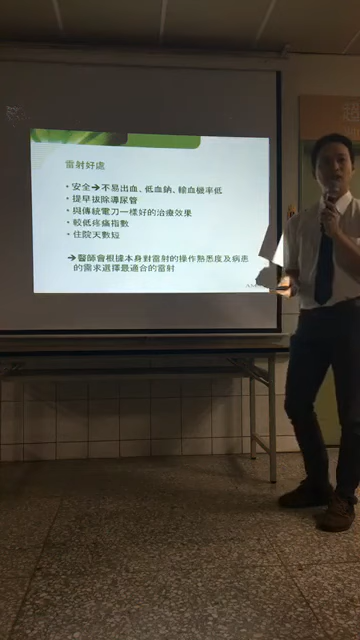 雷射好處
• 安全→不易出血、低血鈉、輸血機率低
• 提早拔除導尿管
• 與傳統電刀一樣好的治療效果
• 較低疼痛指數
• 住院天數短
→醫師會根據本身對雷射的操作熟悉度及病患
的需求選擇最適合的雷射